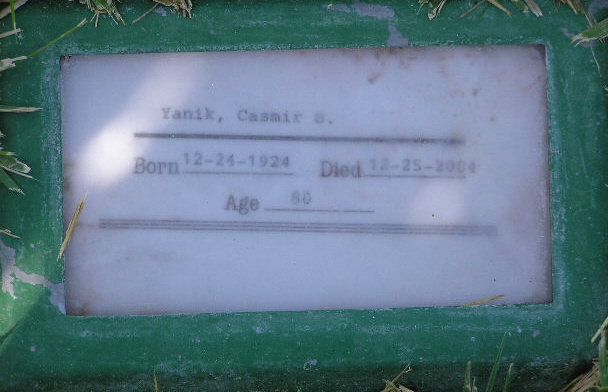 Yanik, Casmir S.
Born 12-24-1924 Died 12-25-2004
Age 80